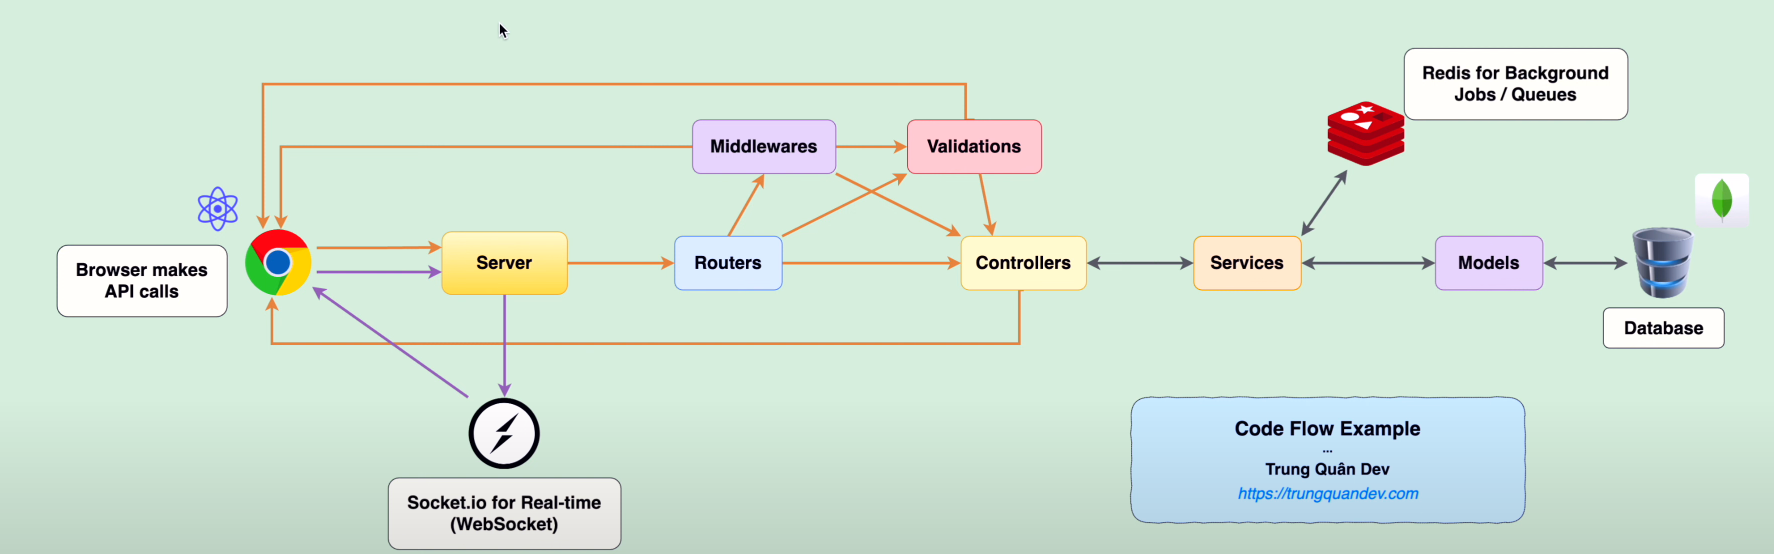 Redis for Background
Jobs / Queues
Middlewares
Validations
Browser makes
API calls
Server
Routers
Controllers
Services
Models
Database
Socket.io for Real-time
(WebSocket)
Code Flow Example
...
Trung Quân Dev
https://trungquandev.com